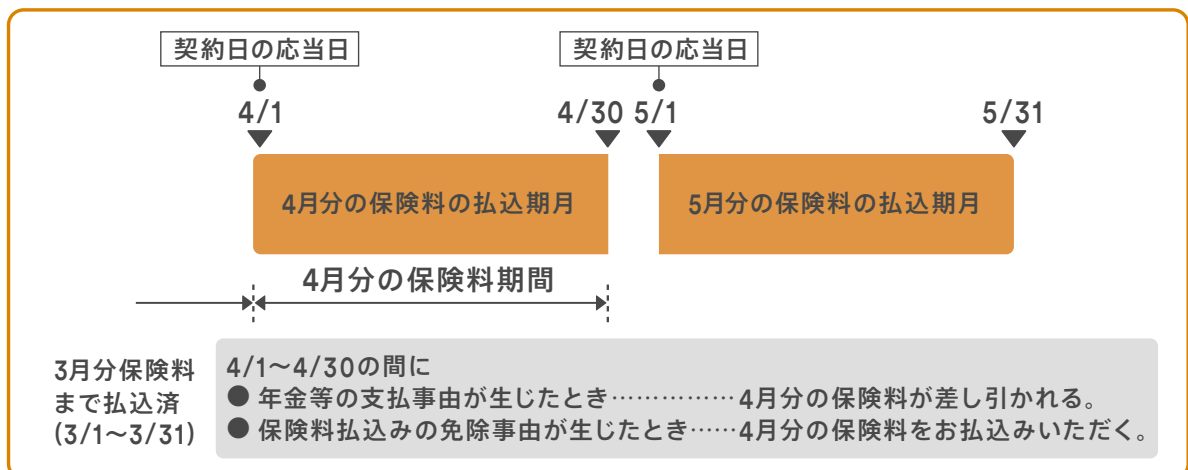 契約日の応当日
契約日の応当日
4/1
4/30
5/1
5/31
4月分の保険料の払込期月
5月分の保険料の払込期月
4月分の保険料期間
3月分保険料
まで払込済
(3/1〜3/31)
4/1〜4/30の間に
● 年金等の支払事由が生じたとき……………4月分の保険料が差し引かれる。
● 保険料払込みの免除事由が生じたとき……4月分の保険料をお払込みいただく。